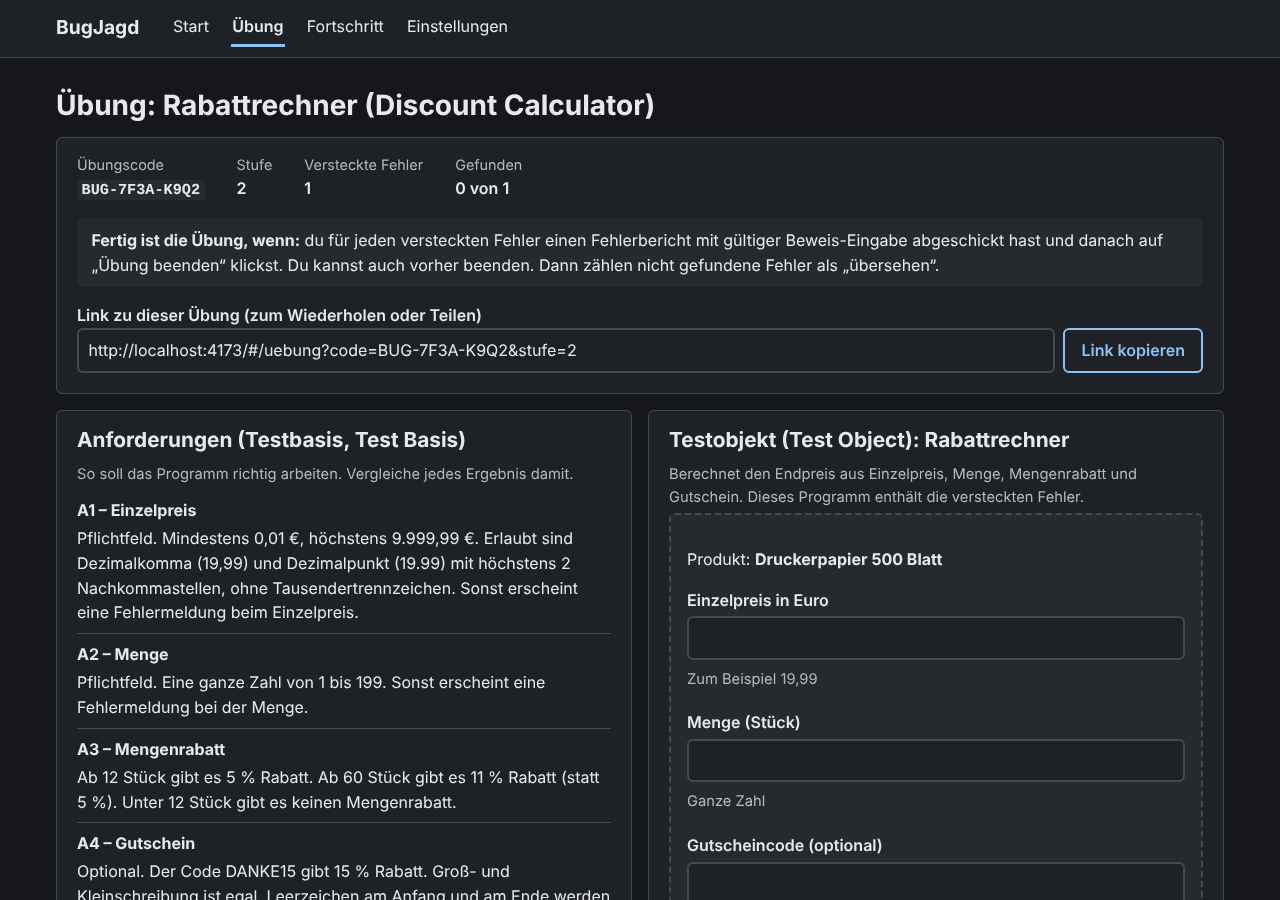 BugJagd
Start
Übung
Fortschritt
Einstellungen
Übung: Rabattrechner (Discount Calculator)
Übungscode
Stufe
Versteckte Fehler
Gefunden
BUG-7F3A-K9Q2
2
1
0 von 1
Fertig ist die Übung, wenn: du für jeden versteckten Fehler einen Fehlerbericht mit gültiger Beweis-Eingabe abgeschickt hast und danach auf
„Übung beenden“ klickst. Du kannst auch vorher beenden. Dann zählen nicht gefundene Fehler als „übersehen“.
Link zu dieser Übung (zum Wiederholen oder Teilen)
http://localhost:4173/#/uebung?code=BUG-7F3A-K9Q2&stufe=2
Link kopieren
Anforderungen (Testbasis, Test Basis)
So soll das Programm richtig arbeiten. Vergleiche jedes Ergebnis damit.
A1 – Einzelpreis
Pflichtfeld. Mindestens 0,01 €, höchstens 9.999,99 €. Erlaubt sind
Dezimalkomma (19,99) und Dezimalpunkt (19.99) mit höchstens 2
Nachkommastellen, ohne Tausendertrennzeichen. Sonst erscheint
eine Fehlermeldung beim Einzelpreis.
A2 – Menge
Pflichtfeld. Eine ganze Zahl von 1 bis 199. Sonst erscheint eine
Fehlermeldung bei der Menge.
A3 – Mengenrabatt
Ab 12 Stück gibt es 5 % Rabatt. Ab 60 Stück gibt es 11 % Rabatt (statt
5 %). Unter 12 Stück gibt es keinen Mengenrabatt.
A4 – Gutschein
Optional. Der Code DANKE15 gibt 15 % Rabatt. Groß- und
Kleinschreibung ist egal. Leerzeichen am Anfang und am Ende werden
Testobjekt (Test Object): Rabattrechner
Berechnet den Endpreis aus Einzelpreis, Menge, Mengenrabatt und
Gutschein. Dieses Programm enthält die versteckten Fehler.
Produkt: Druckerpapier 500 Blatt
Einzelpreis in Euro
Zum Beispiel 19,99
Menge (Stück)
Ganze Zahl
Gutscheincode (optional)